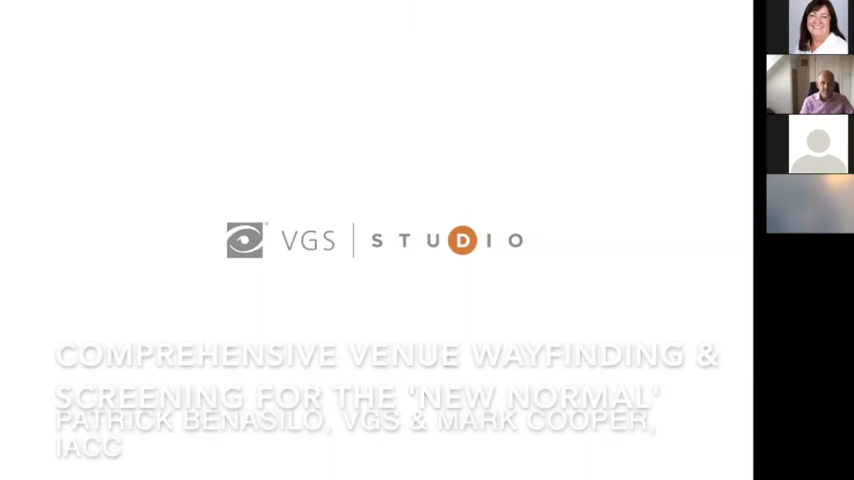 VGS | STUDIO
COMPREHENSIVE VENUE WAYFINDING &
SCREENING FOR THE 'NEW NORMAL'
PATRICK BENASILO, VGS & MARK COOPER,
IACC